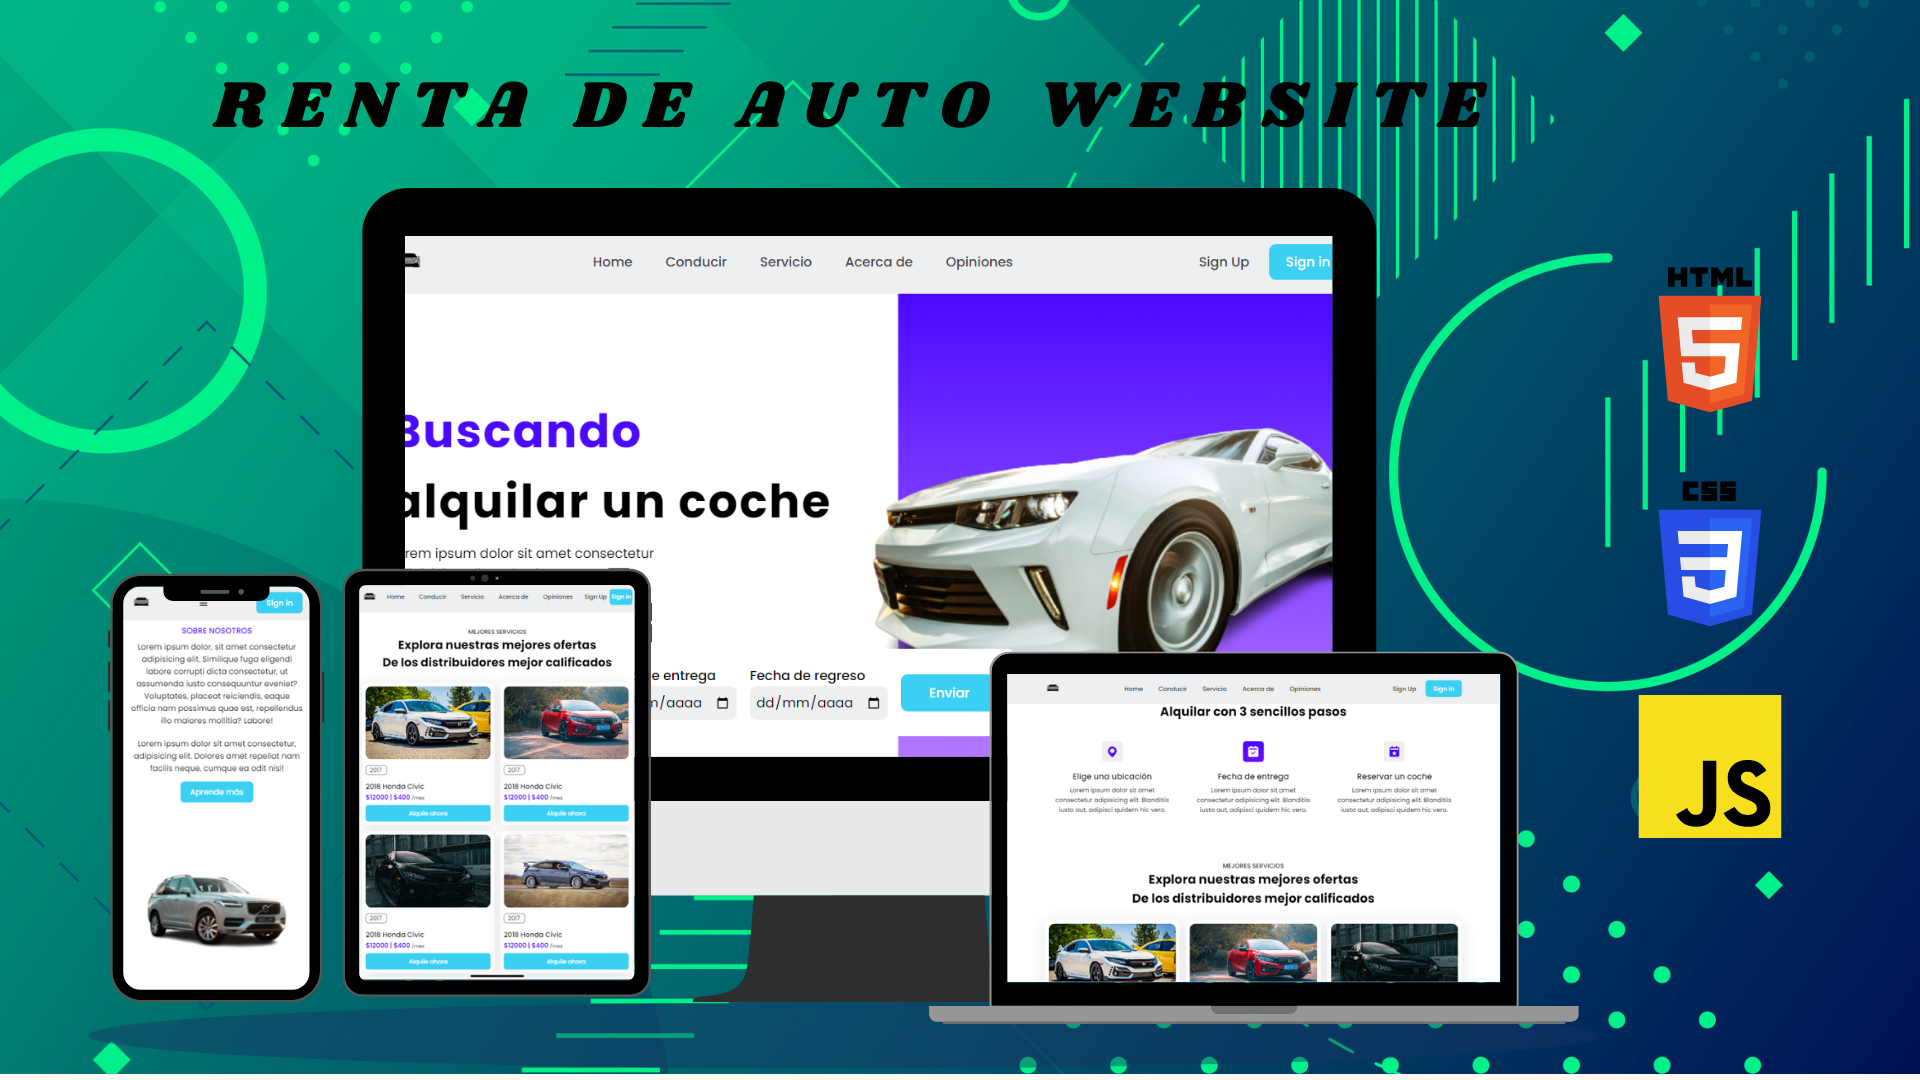 RENTA DE AUTO WEBSITE
Home Conducir Servicio Acerca de Opiniones Sign Up Sign in
Buscando
alquilar un coche
rem ipsum dolor sit amet consectetur
e entrega Fecha de regreso
/aaaa dd/mm/aaaa Enviar
HTML
5
CSS
3
JS
Sign in
SOBRE NOSOTROS
Lorem ipsum dolor, sit amet consectetur
adipisicing elit. Similique fuga eligendi
labore corrupti dicta consectetur, ut
assumenda iusto consequuntur eveniet?
Voluptates, placeat reiciendis, eaque
officia nam possimus quae est, repellendus
illo maiores mollitia? Labore!
Lorem ipsum dolor sit amet consectetur,
adipisicing elit. Dolores amet repellat nam
facilis neque, cumque ea odit nisi!
Aprende más
Home Conducir Servicio Acerca de Opiniones Sign Up Sign in
MEJORES SERVICIOS
Explora nuestras mejores ofertas
De los distribuidores mejor calificados
2017 2017
2018 Honda Civic 2018 Honda Civic
$12000 | $400 /mes $12000 | $400 /mes
Alquile ahora Alquile ahora
2017 2017
2018 Honda Civic 2018 Honda Civic
$12000 | $400 /mes $12000 | $400 /mes
Alquile ahora Alquile ahora
Home Conducir Servicio Acerca de Opiniones Sign Up Sign in
Alquilar con 3 sencillos pasos
Elige una ubicación Fecha de entrega Reservar un coche
Lorem ipsum dolor sit amet Lorem ipsum dolor sit amet Lorem ipsum dolor sit amet
consectetur adipisicing elit. Blanditiis consectetur adipisicing elit. Blanditiis consectetur adipisicing elit. Blanditiis
iusto aut, adipisci quidem hic vero. iusto aut, adipisci quidem hic vero. iusto aut, adipisci quidem hic vero.
MEJORES SERVICIOS
Explora nuestras mejores ofertas
De los distribuidores mejor calificados